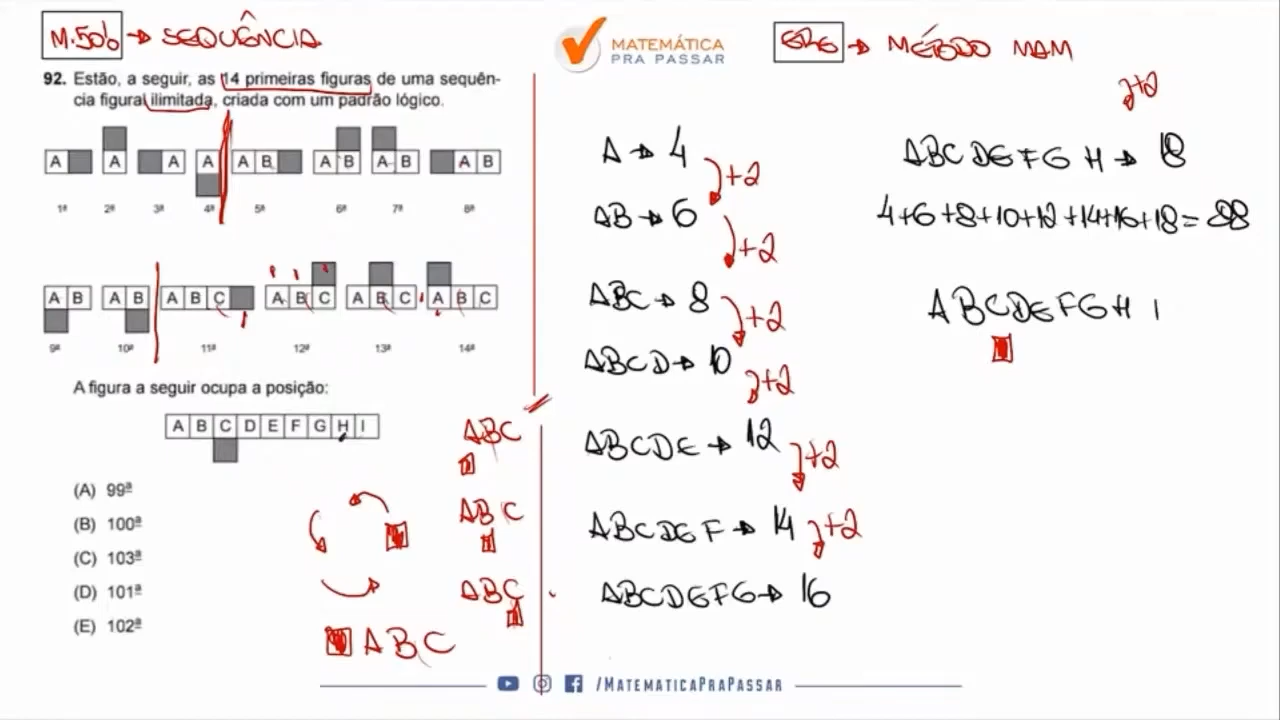 M.50% → SEQUÊNCIA
MATEMÁTICA
PRA PASSAR
→ MÉTODO MAM
92. Estão, a seguir, as 14 primeiras figuras de uma sequên-
cia figural ilimitada, criada com um padrão lógico.
A A A A A B A B A B A B
1ª 2ª 3ª 4ª 5ª 6ª 7ª 8ª
A B A B A B C A B C A B C A B C
9ª 10ª 11ª 12ª 13ª 14ª
A figura a seguir ocupa a posição:
A B C D E F G H I
(A) 99ª
(B) 100ª
(C) 103ª
(D) 101ª
(E) 102ª
ABC
ABC
ABC
A B C
A → 4
+2
AB → 6
+2
ABC → 8
+2
ABCD → 10
+2
ABCDE → 12
+2
ABCDEF → 14
+2
ABCDEFG → 16
+2
ABCDEFGH → 18
4+6+8+10+12+14+16+18=88
ABCDEFGH I
/MATEMATICAPRAPASSAR